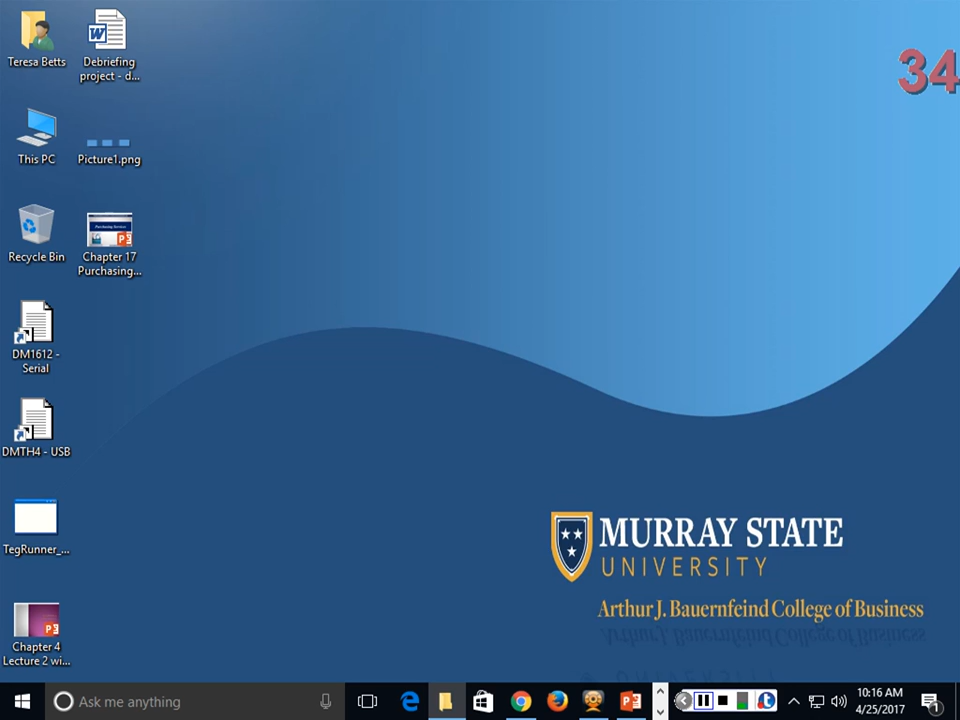 Teresa Betts
Debriefing
project - d...
34
This PC
Picture1.png
Recycle Bin
Chapter 17
Purchasing...
DM1612 -
Serial
DMTH4 - USB
TegRunner_...
Chapter 4
Lecture 2 wi...
MURRAY STATE
UNIVERSITY
Arthur J. Bauernfeind College of Business
Ask me anything
10:16 AM
4/25/2017
1